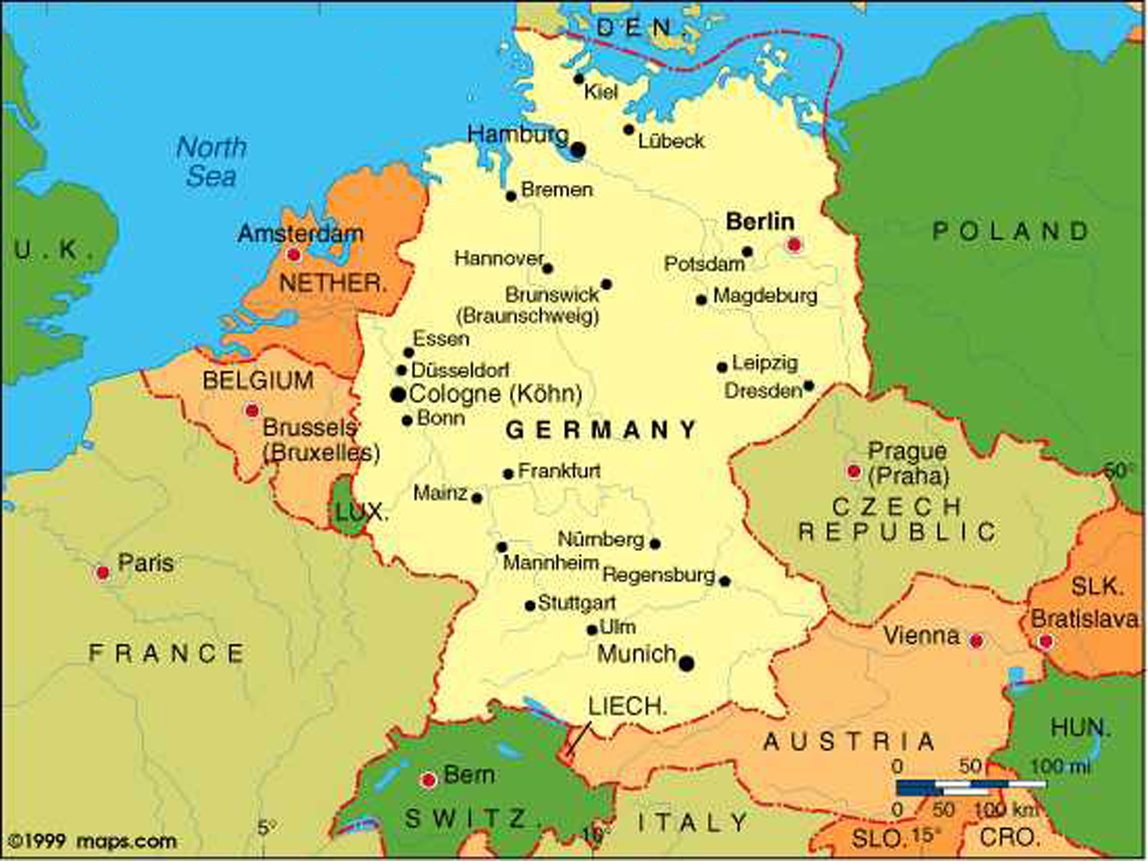 DEN.
Kiel
Hamburg
Lübeck
North
Sea
Bremen
Amsterdam
Berlin
U.K.
POLAND
Hannover
Potsdam
NETHER.
Brunswick
(Braunschweig)
Magdeburg
Essen
Düsseldorf
Leipzig
BELGIUM
Cologne (Köhn)
Dresden
Bonn
GERMANY
Brussels
(Bruxelles)
Prague
(Praha)
Frankfurt
50°
Mainz
CZECH
REPUBLIC
LUX.
Nürnberg
Paris
Mannheim
Regensburg
SLK.
Stuttgart
Bratislava
Ulm
Vienna
FRANCE
Munich
LIECH.
HUN.
AUSTRIA
0 50 100 mi
Bern
0 50 100 km
SWITZ.
ITALY
5°
10°
15°
SLO.
CRO.
©1999 maps.com